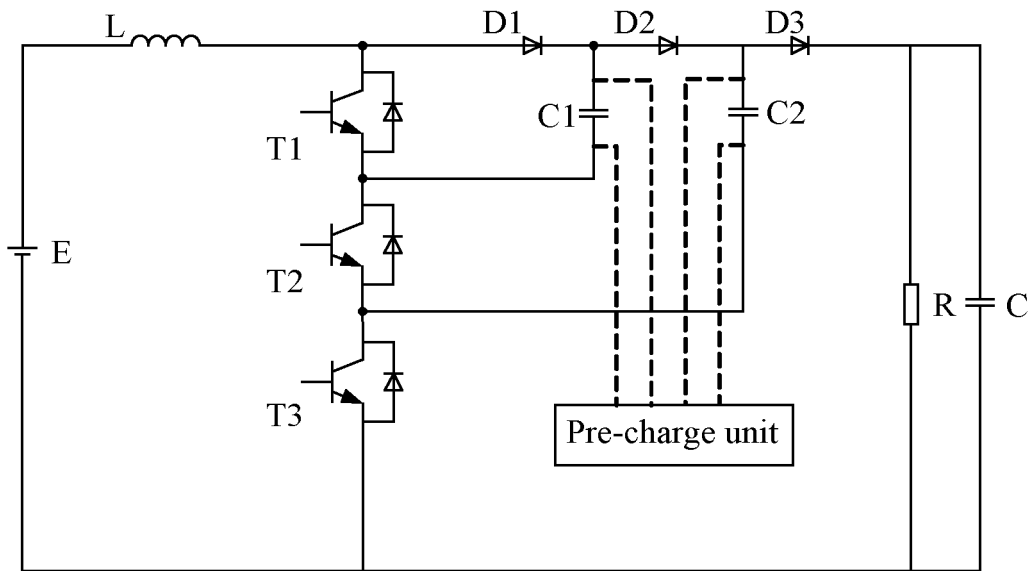 L
D1
D2
D3
C1
C2
T1
E
T2
R
C
T3
Pre-charge unit